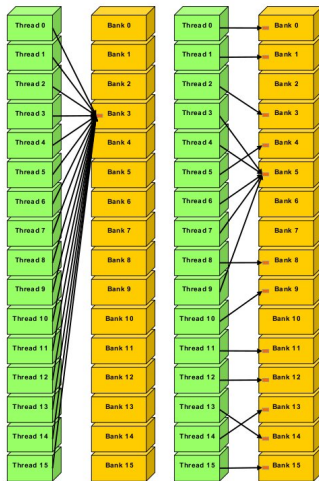 Thread 0 Bank 0 Thread 0 Bank 0
Thread 1 Bank 1 Thread 1 Bank 1
Thread 2 Bank 2 Thread 2 Bank 2
Thread 3 Bank 3 Thread 3 Bank 3
Thread 4 Bank 4 Thread 4 Bank 4
Thread 5 Bank 5 Thread 5 Bank 5
Thread 6 Bank 6 Thread 6 Bank 6
Thread 7 Bank 7 Thread 7 Bank 7
Thread 8 Bank 8 Thread 8 Bank 8
Thread 9 Bank 9 Thread 9 Bank 9
Thread 10 Bank 10 Thread 10 Bank 10
Thread 11 Bank 11 Thread 11 Bank 11
Thread 12 Bank 12 Thread 12 Bank 12
Thread 13 Bank 13 Thread 13 Bank 13
Thread 14 Bank 14 Thread 14 Bank 14
Thread 15 Bank 15 Thread 15 Bank 15